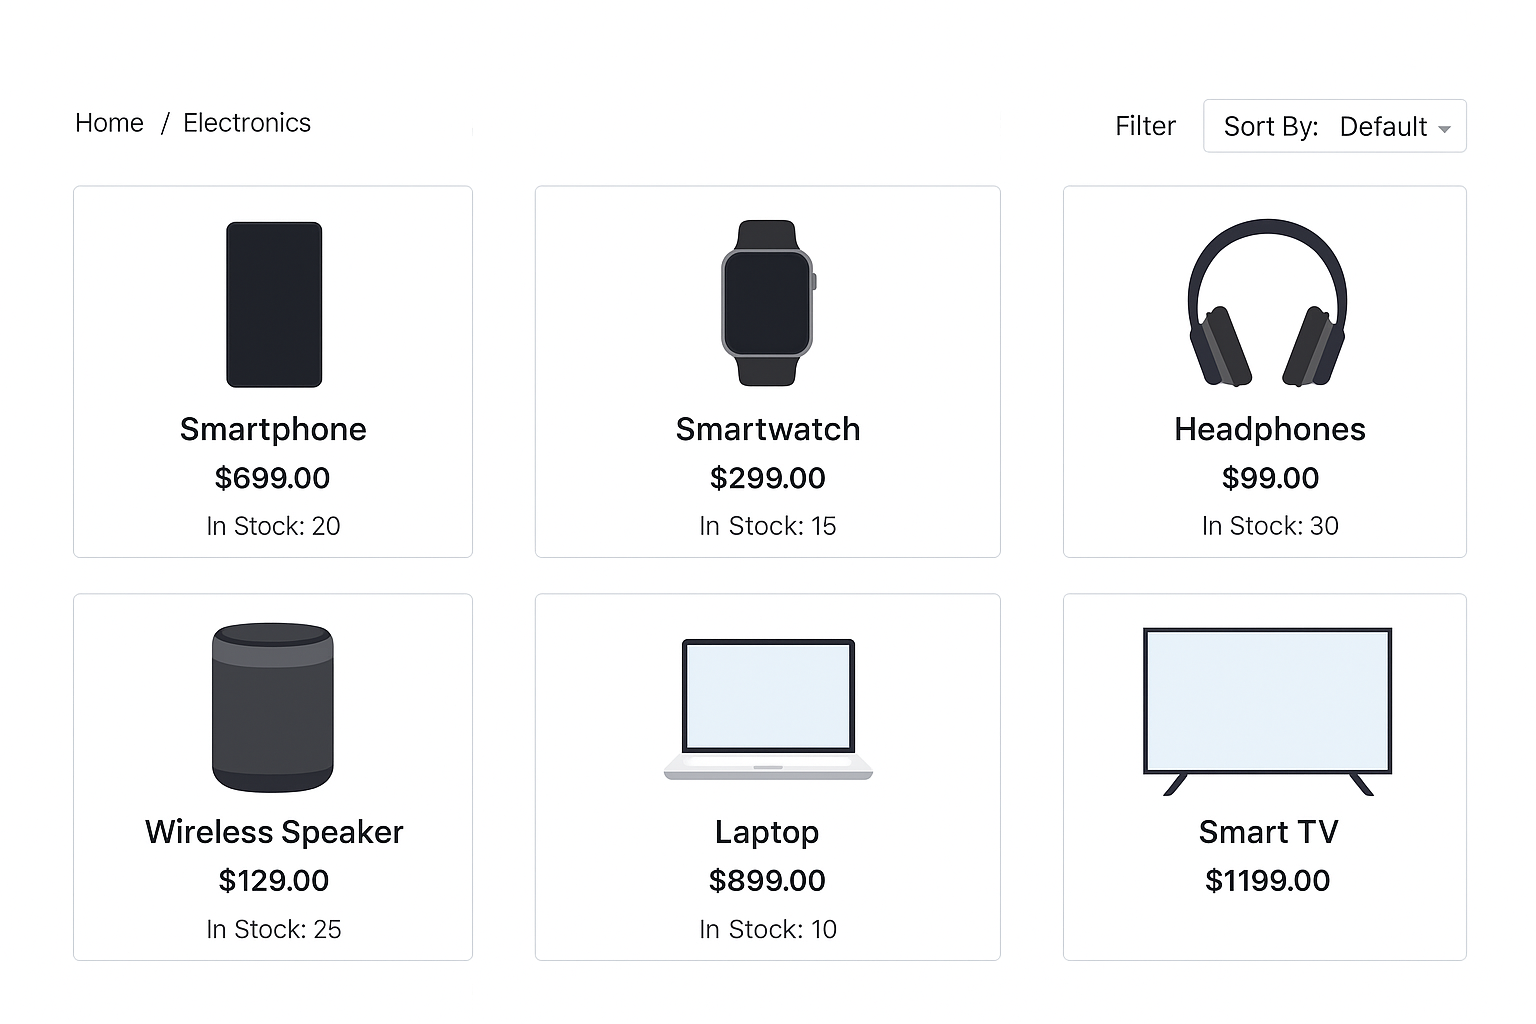 Home / Electronics
Filter
Sort By: Default
Smartphone
$699.00
In Stock: 20
Smartwatch
$299.00
In Stock: 15
Headphones
$99.00
In Stock: 30
Wireless Speaker
$129.00
In Stock: 25
Laptop
$899.00
In Stock: 10
Smart TV
$1199.00